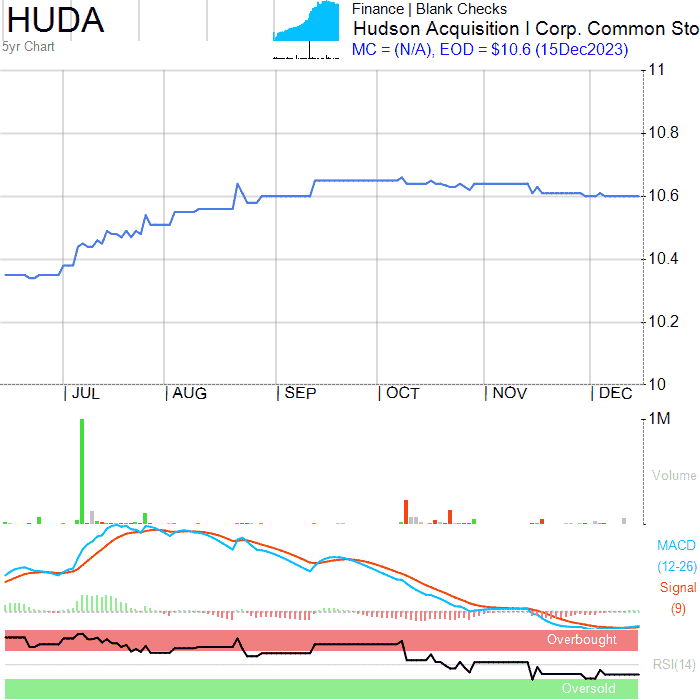 HUDA
5yr Chart
Finance | Blank Checks
Hudson Acquisition I Corp. Common Sto
MC = (N/A), EOD = $10.6 (15Dec2023)
11
10.8
10.6
10.4
10.2
10
JUL AUG SEP OCT NOV DEC
1M
Volume
MACD
(12-26)
Signal
(9)
Overbought
RSI(14)
Oversold